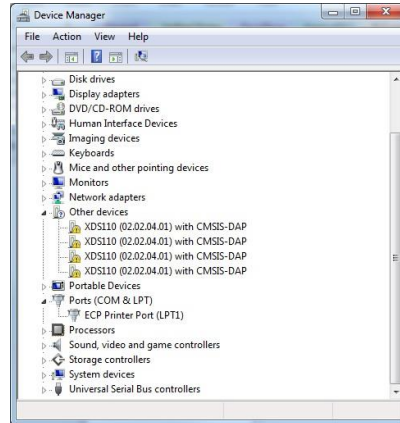 Device Manager
File Action View Help
Disk drives
Display adapters
DVD/CD-ROM drives
Human Interface Devices
Imaging devices
Keyboards
Mice and other pointing devices
Monitors
Network adapters
Other devices
XDS110 (02.02.04.01) with CMSIS-DAP
XDS110 (02.02.04.01) with CMSIS-DAP
XDS110 (02.02.04.01) with CMSIS-DAP
XDS110 (02.02.04.01) with CMSIS-DAP
Portable Devices
Ports (COM & LPT)
ECP Printer Port (LPT1)
Processors
Sound, video and game controllers
Storage controllers
System devices
Universal Serial Bus controllers